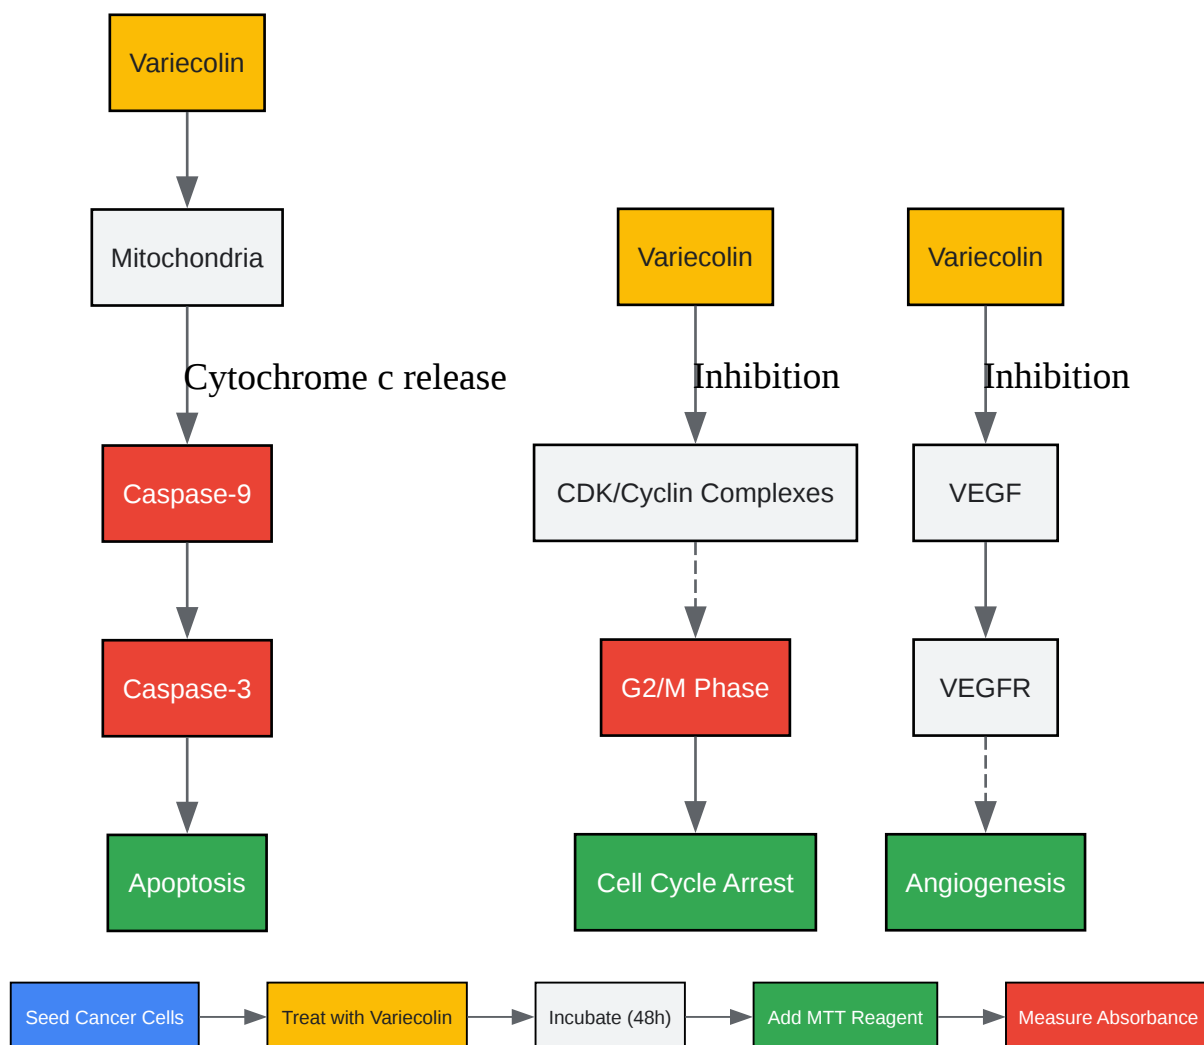 Variecolin
Mitochondria
Cytochrome c release
Caspase-9
Caspase-3
Apoptosis
Variecolin
Inhibition
CDK/Cyclin Complexes
G2/M Phase
Cell Cycle Arrest
Variecolin
Inhibition
VEGF
VEGFR
Angiogenesis
Seed Cancer Cells
Treat with Variecolin
Incubate (48h)
Add MTT Reagent
Measure Absorbance